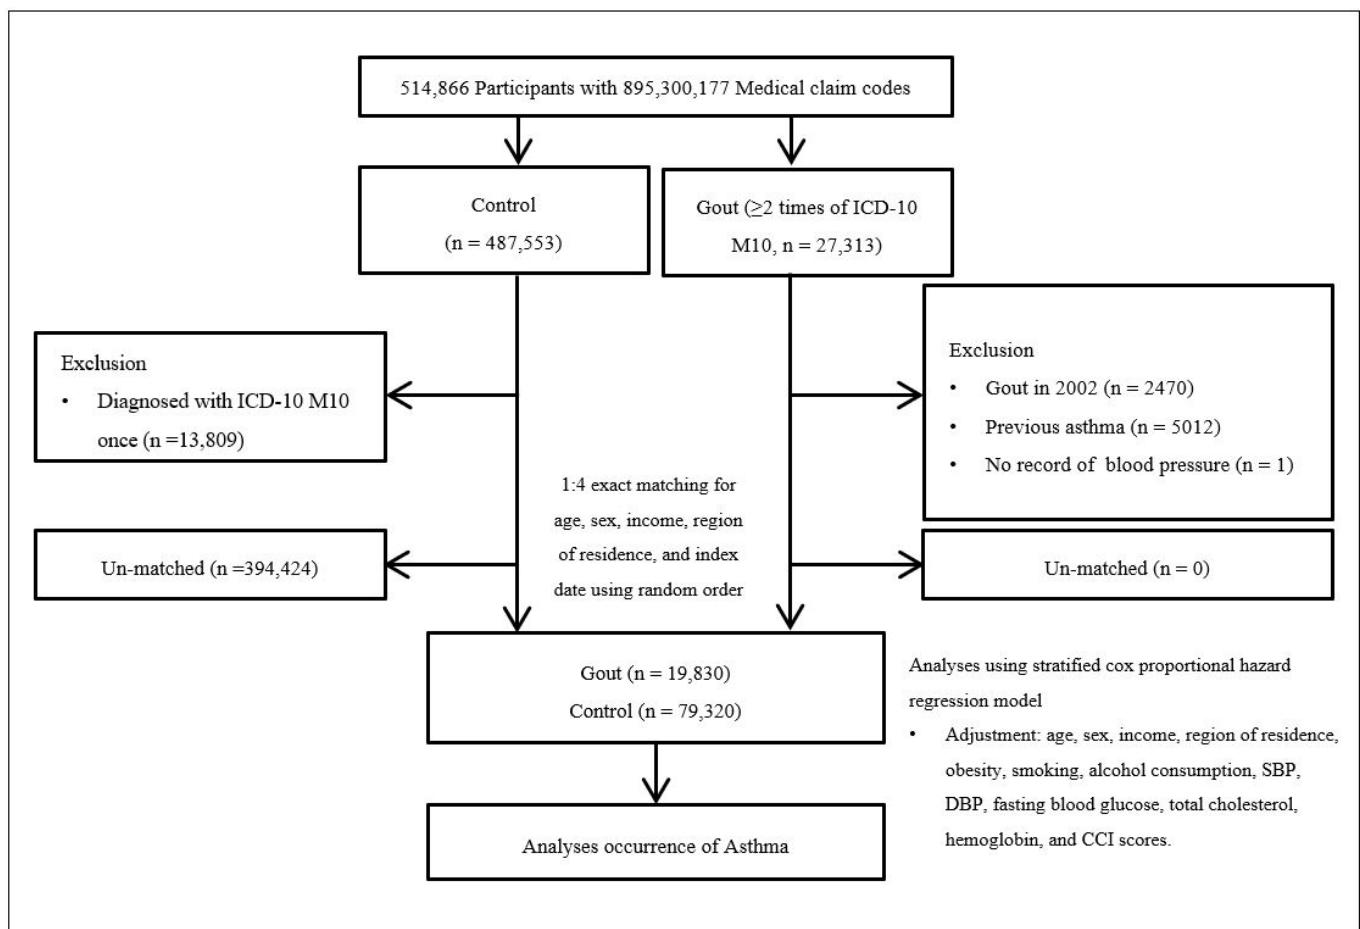 514,866 Participants with 895,300,177 Medical claim codes
Control
(n = 487,553)
Gout (≥2 times of ICD-10
M10, n = 27,313)
Exclusion
• Diagnosed with ICD-10 M10
once (n =13,809)
Exclusion
• Gout in 2002 (n = 2470)
• Previous asthma (n = 5012)
• No record of blood pressure (n = 1)
1:4 exact matching for
age, sex, income, region
of residence, and index
date using random order
Un-matched (n =394,424)
Un-matched (n = 0)
Gout (n = 19,830)
Control (n = 79,320)
Analyses using stratified cox proportional hazard
regression model
• Adjustment: age, sex, income, region of residence,
obesity, smoking, alcohol consumption, SBP,
DBP, fasting blood glucose, total cholesterol,
hemoglobin, and CCI scores.
Analyses occurrence of Asthma